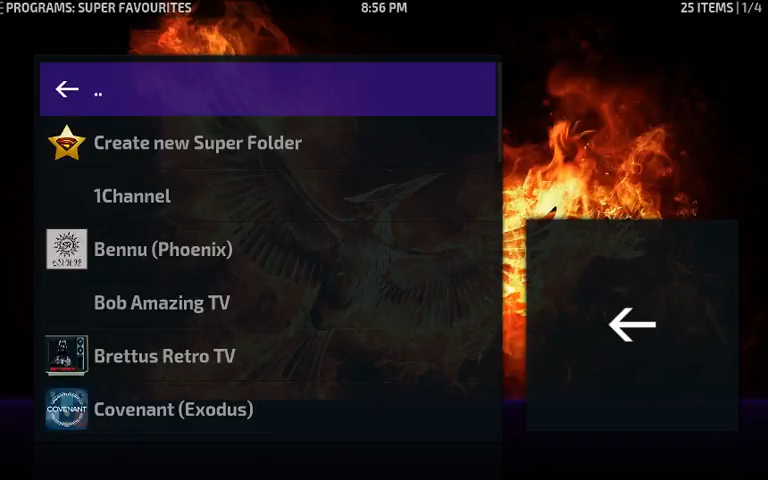 PROGRAMS: SUPER FAVOURITES
8:56 PM
25 ITEMS | 1/4
..
Create new Super Folder
1Channel
Bennu (Phoenix)
Bob Amazing TV
Brettus Retro TV
COVENANT
Covenant (Exodus)